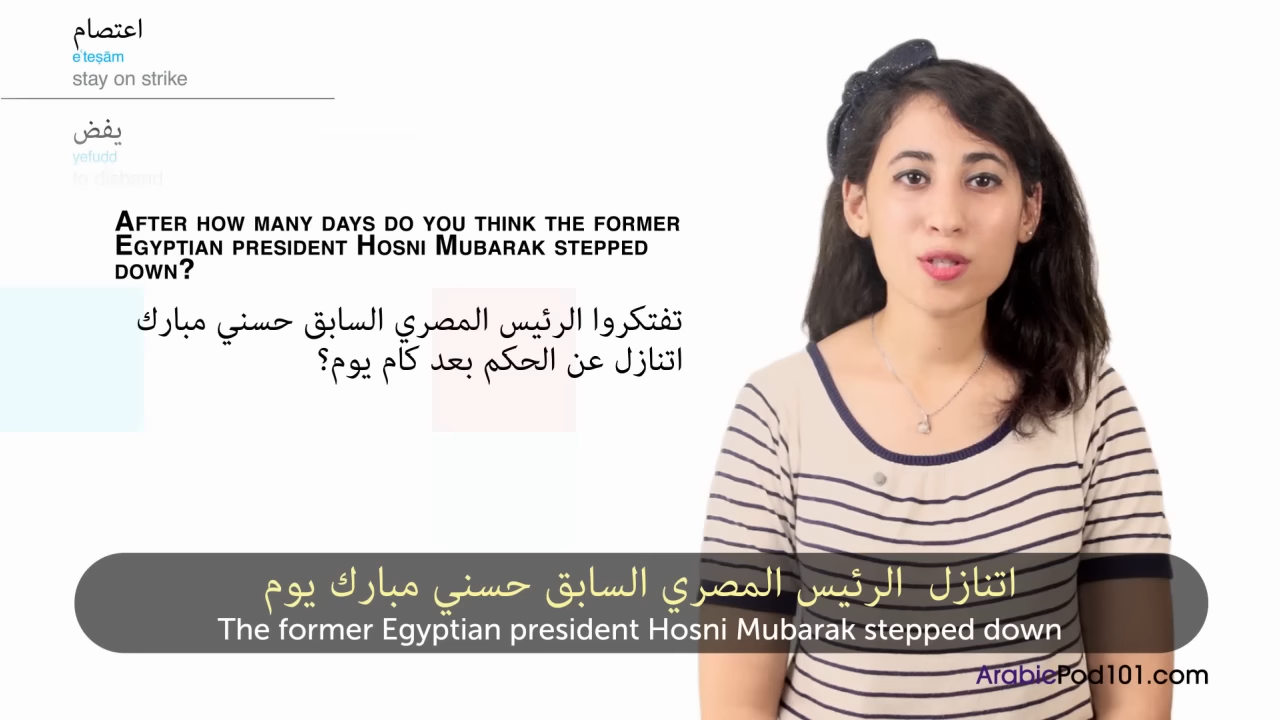 اعتصام
e'teṣām
stay on strike
يفض
yefudd
to disband
After how many days do you think the former
Egyptian president Hosni Mubarak stepped
down?
تفتكروا الرئيس المصري السابق حسني مبارك
اتنازل عن الحكم بعد كام يوم؟
اتنازل الرئيس المصري السابق حسني مبارك يوم
The former Egyptian president Hosni Mubarak stepped down
ArabicPod101.com